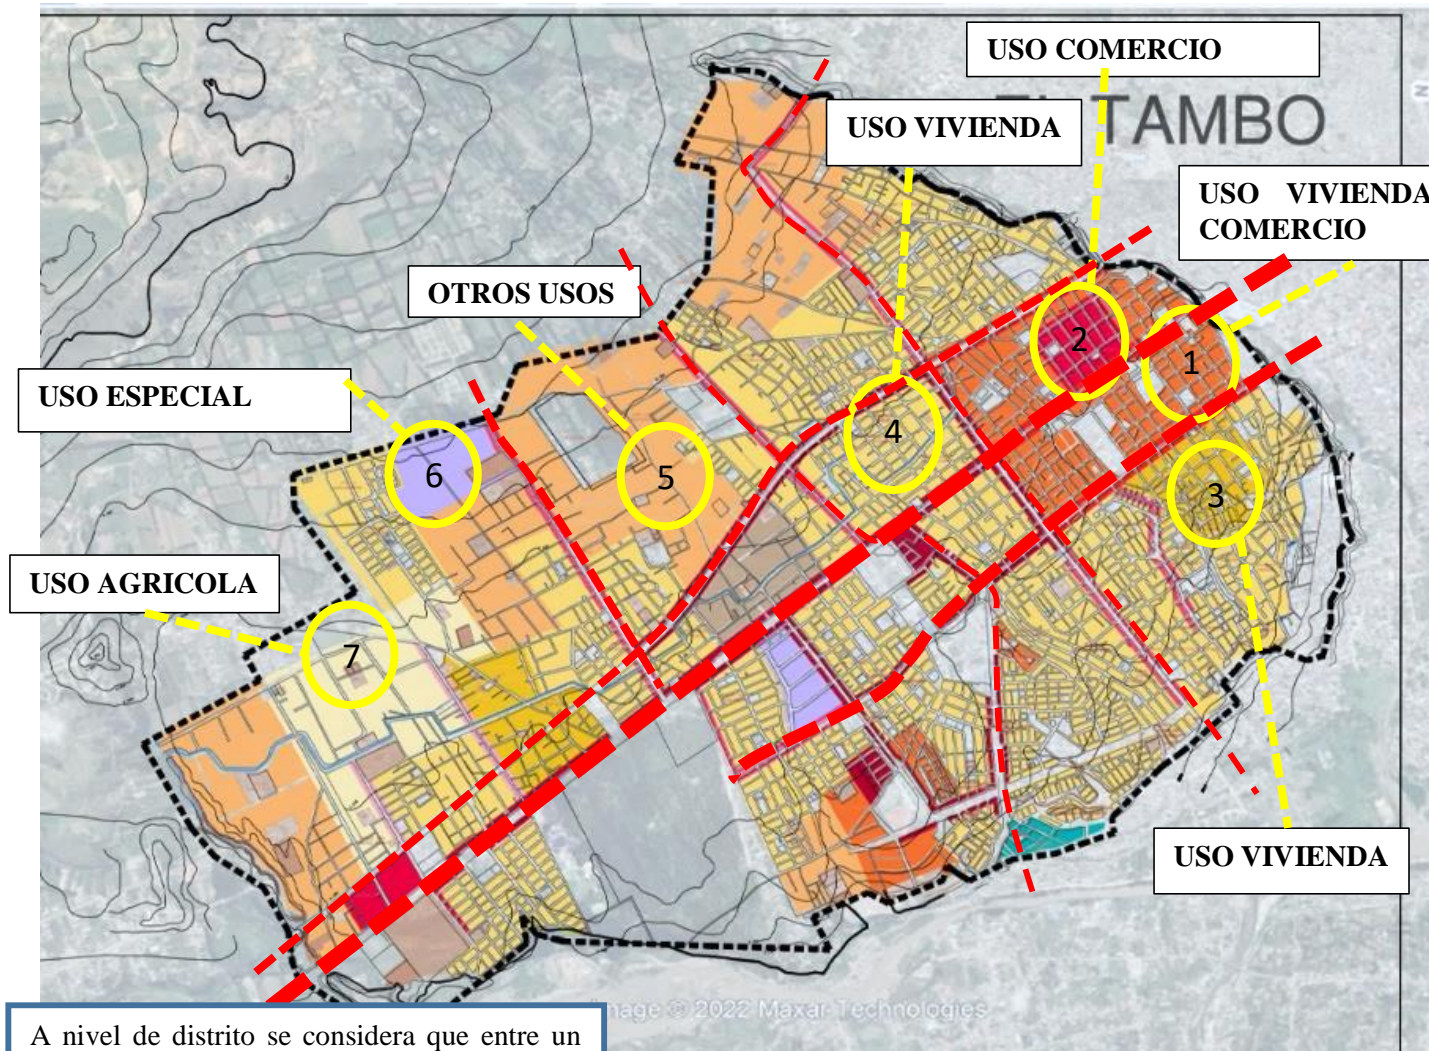 USO COMERCIO
TAMBO
USO VIVIENDA
USO VIVIENDA
COMERCIO
OTROS USOS
USO ESPECIAL
USO AGRICOLA
USO VIVIENDA
2
1
4
3
6
5
7
mage © 2022 Maxar Technologies
A nivel de distrito se considera que entre un